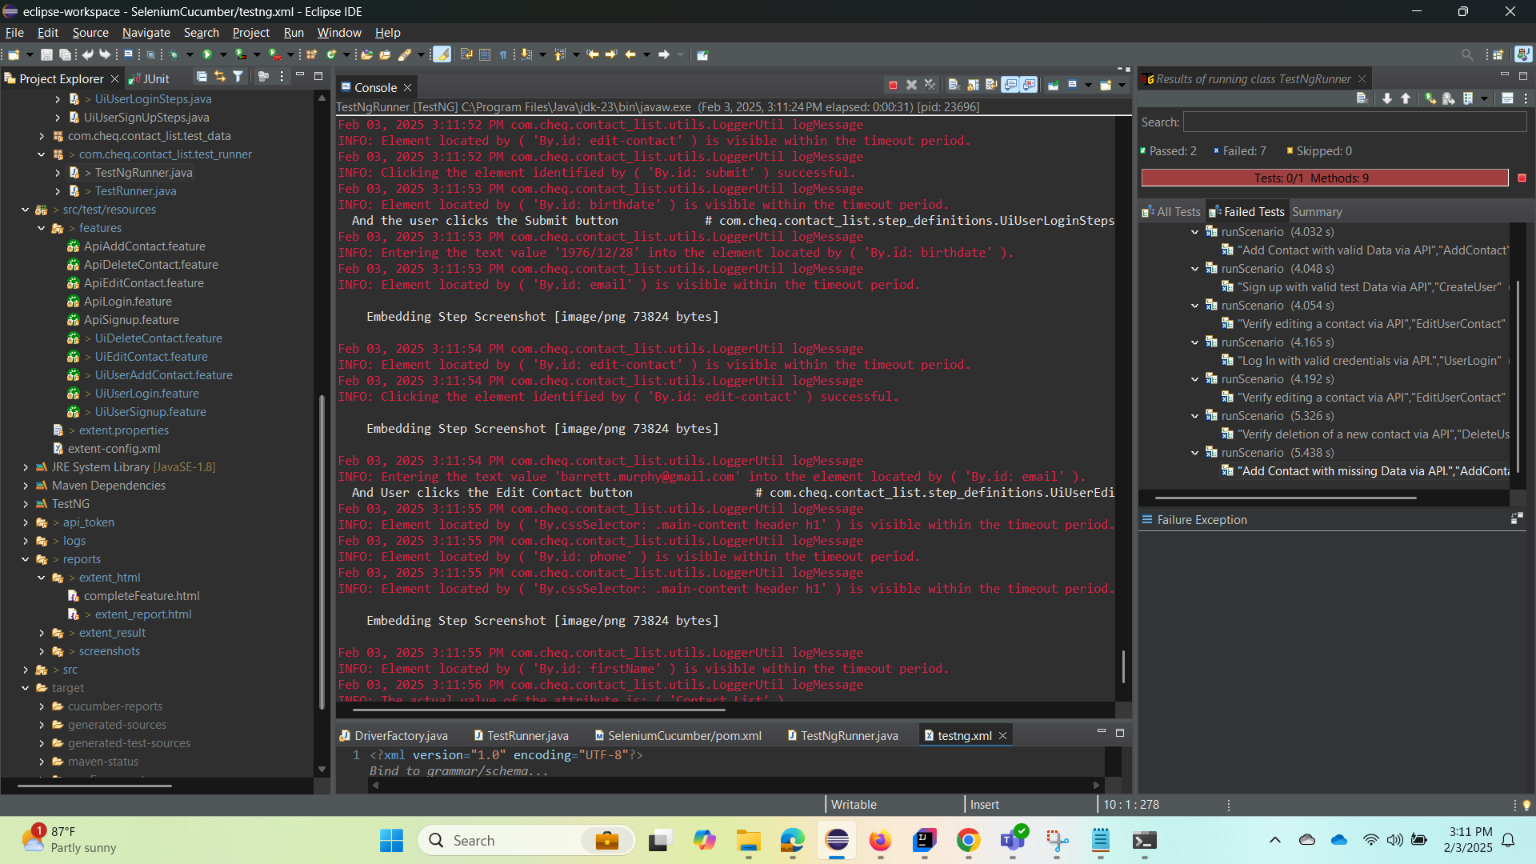 eclipse-workspace - SeleniumCucumber/testng.xml - Eclipse IDE
File Edit Source Navigate Search Project Run Window Help
Project Explorer
JUnit
UiUserLoginSteps.java
UiUserSignUpSteps.java
com.cheq.contact_list.test_data
com.cheq.contact_list.test_runner
TestNgRunner.java
TestRunner.java
src/test/resources
features
ApiAddContact.feature
ApiDeleteContact.feature
ApiEditContact.feature
ApiLogin.feature
ApiSignup.feature
UiDeleteContact.feature
UiEditContact.feature
UiUserAddContact.feature
UiUserLogin.feature
UiUserSignup.feature
extent.properties
extent-config.xml
JRE System Library [JavaSE-1.8]
Maven Dependencies
TestNG
api_token
logs
reports
extent_html
completeFeature.html
extent_report.html
extent_result
screenshots
src
target
cucumber-reports
generated-sources
generated-test-sources
maven-status
Console
TestNgRunner [TestNG] C:\Program Files\Java\jdk-23\bin\javaw.exe (Feb 3, 2025, 3:11:24 PM elapsed: 0:00:31) [pid: 23696]
Feb 03, 2025 3:11:52 PM com.cheq.contact_list.utils.LoggerUtil logMessage
INFO: Element located by ( 'By.id: edit-contact' ) is visible within the timeout period.
Feb 03, 2025 3:11:52 PM com.cheq.contact_list.utils.LoggerUtil logMessage
INFO: Clicking the element identified by ( 'By.id: submit' ) successful.
Feb 03, 2025 3:11:53 PM com.cheq.contact_list.utils.LoggerUtil logMessage
INFO: Element located by ( 'By.id: birthdate' ) is visible within the timeout period.
And the user clicks the Submit button # com.cheq.contact_list.step_definitions.UiUserLoginSteps
Feb 03, 2025 3:11:53 PM com.cheq.contact_list.utils.LoggerUtil logMessage
INFO: Entering the text value '1976/12/28' into the element located by ( 'By.id: birthdate' ).
Feb 03, 2025 3:11:53 PM com.cheq.contact_list.utils.LoggerUtil logMessage
INFO: Element located by ( 'By.id: email' ) is visible within the timeout period.
Embedding Step Screenshot [image/png 73824 bytes]
Feb 03, 2025 3:11:54 PM com.cheq.contact_list.utils.LoggerUtil logMessage
INFO: Element located by ( 'By.id: edit-contact' ) is visible within the timeout period.
Feb 03, 2025 3:11:54 PM com.cheq.contact_list.utils.LoggerUtil logMessage
INFO: Clicking the element identified by ( 'By.id: edit-contact' ) successful.
Embedding Step Screenshot [image/png 73824 bytes]
Feb 03, 2025 3:11:54 PM com.cheq.contact_list.utils.LoggerUtil logMessage
INFO: Entering the text value 'barrett.murphy@gmail.com' into the element located by ( 'By.id: email' ).
And User clicks the Edit Contact button # com.cheq.contact_list.step_definitions.UiUserEdi
Feb 03, 2025 3:11:55 PM com.cheq.contact_list.utils.LoggerUtil logMessage
INFO: Element located by ( 'By.cssSelector: .main-content header h1' ) is visible within the timeout period.
Feb 03, 2025 3:11:55 PM com.cheq.contact_list.utils.LoggerUtil logMessage
INFO: Element located by ( 'By.id: phone' ) is visible within the timeout period.
Feb 03, 2025 3:11:55 PM com.cheq.contact_list.utils.LoggerUtil logMessage
INFO: Element located by ( 'By.cssSelector: .main-content header h1' ) is visible within the timeout period.
Embedding Step Screenshot [image/png 73824 bytes]
Feb 03, 2025 3:11:55 PM com.cheq.contact_list.utils.LoggerUtil logMessage
INFO: Element located by ( 'By.id: firstName' ) is visible within the timeout period.
Feb 03, 2025 3:11:56 PM com.cheq.contact_list.utils.LoggerUtil logMessage
INFO: The actual value of the attribute is: ( 'Contact List' )
DriverFactory.java
TestRunner.java
SeleniumCucumber/pom.xml
TestNgRunner.java
testng.xml
1 <?xml version="1.0" encoding="UTF-8"?>
Bind to grammar/schema...
Results of running class TestNgRunner
Search:
Passed: 2 Failed: 7 Skipped: 0
Tests: 0/1 Methods: 9
All Tests Failed Tests Summary
runScenario (4.032 s)
"Add Contact with valid Data via API","AddContact"
runScenario (4.048 s)
"Sign up with valid test Data via API","CreateUser"
runScenario (4.054 s)
"Verify editing a contact via API","EditUserContact"
runScenario (4.165 s)
"Log In with valid credentials via API.","UserLogin"
runScenario (4.192 s)
"Verify editing a contact via API","EditUserContact"
runScenario (5.326 s)
"Verify deletion of a new contact via API","DeleteUs
runScenario (5.438 s)
"Add Contact with missing Data via API.","AddConta
Failure Exception
Writable
Insert
10 : 1 : 278
1
87°F
Partly sunny
Search
3:11 PM
2/3/2025